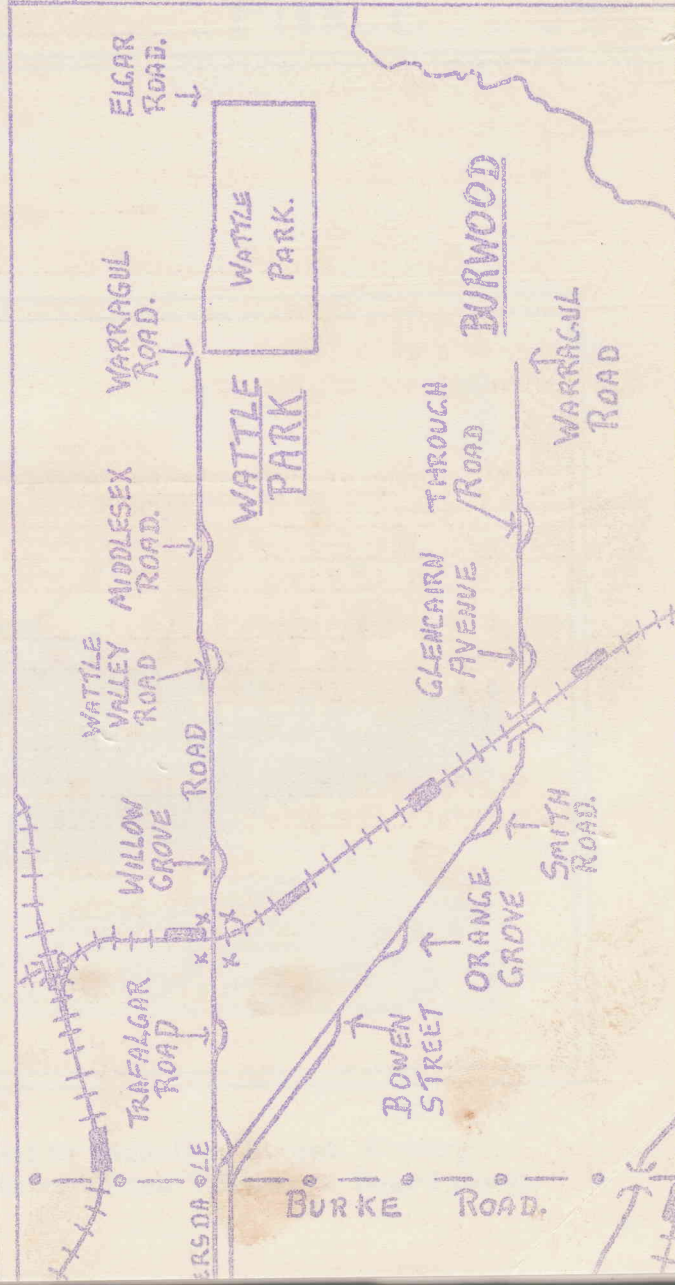 ELGAR
ROAD.
WATTLE
PARK.
BURWOOD
WARRAGUL
ROAD.
WATTLE
PARK
WARRAGUL
ROAD
MIDDLESEX
ROAD.
THROUGH
ROAD
WATTLE
VALLEY
ROAD
GLENCAIRN
AVENUE
ROAD
WILLOW
GROVE
SMITH
ROAD.
ORANGE
GROVE
TRAFALGAR
ROAD
BOWEN
STREET
ERSDALE
BURKE ROAD.